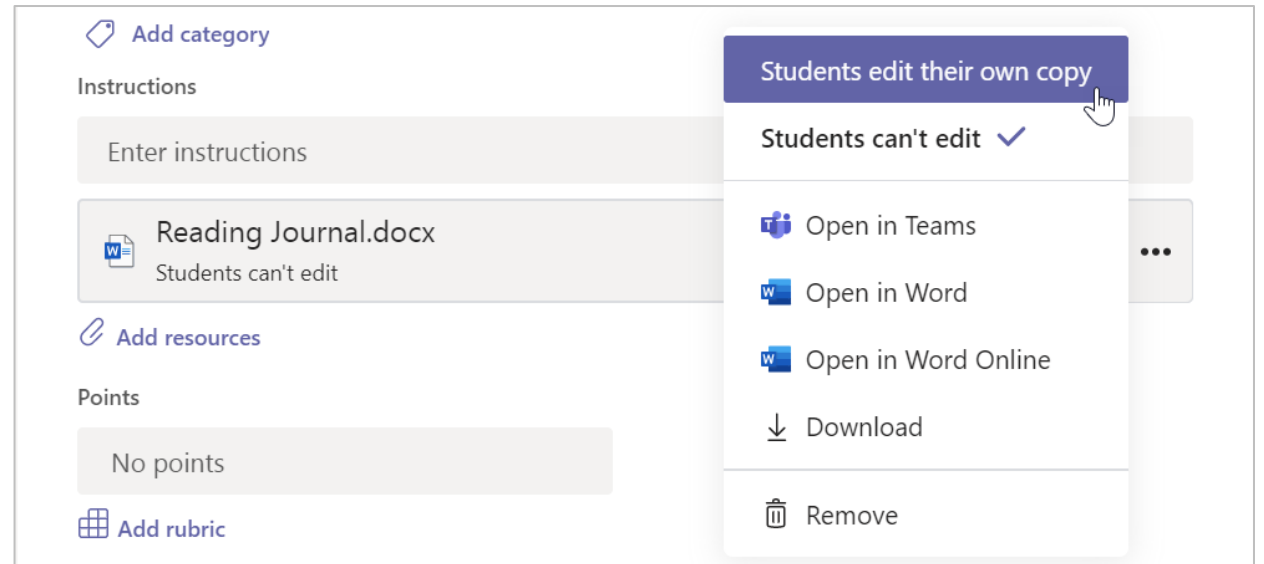 Add category
Instructions
Enter instructions
Reading Journal.docx
Students can't edit
Add resources
Points
No points
Add rubric
Students edit their own copy
Students can't edit
Open in Teams
Open in Word
Open in Word Online
Download
Remove